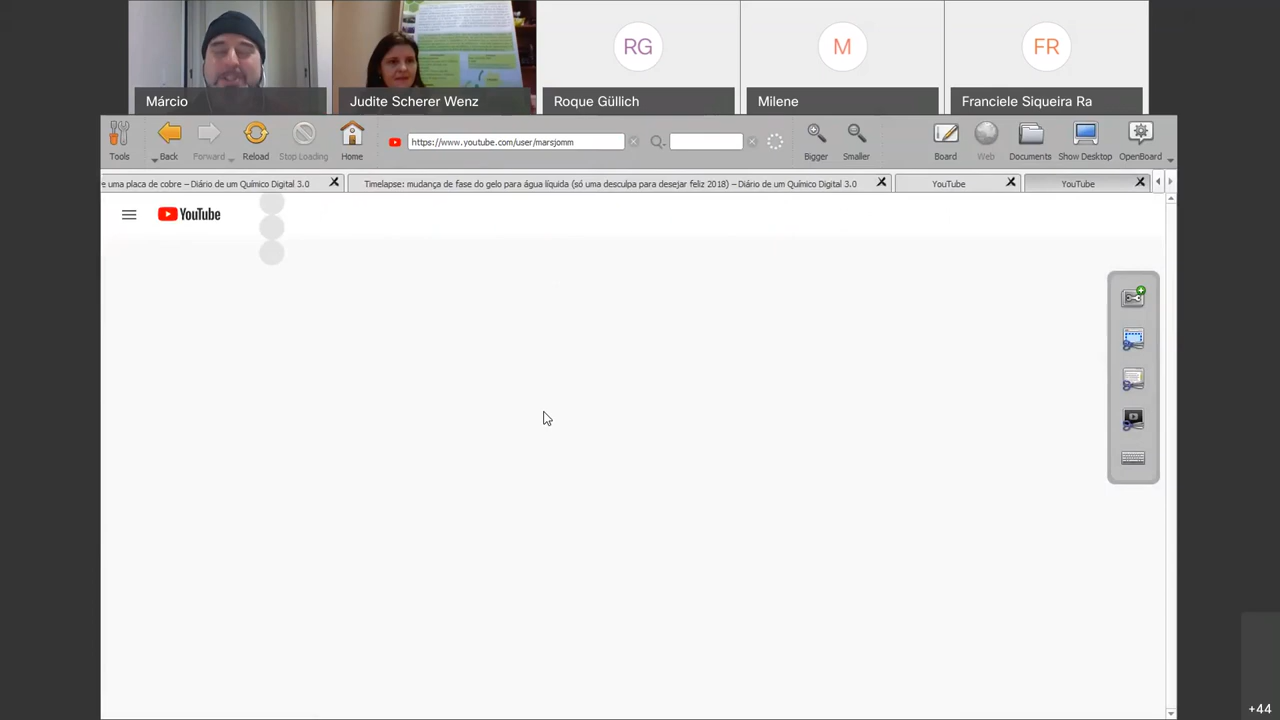 RG
M
FR
Márcio
Judite Scherer Wenz
Roque Güllich
Milene
Franciele Siqueira Ra
https://www.youtube.com/user/marsjomm
Tools
Back
Forward
Reload
Stop Loading
Home
Bigger
Smaller
Board
Web
Documents
Show Desktop
OpenBoard
e uma placa de cobre – Diário de um Químico Digital 3.0
Timelapse: mudança de fase do gelo para água líquida (só uma desculpa para desejar feliz 2018) – Diário de um Químico Digital 3.0
YouTube
YouTube
YouTube
+44